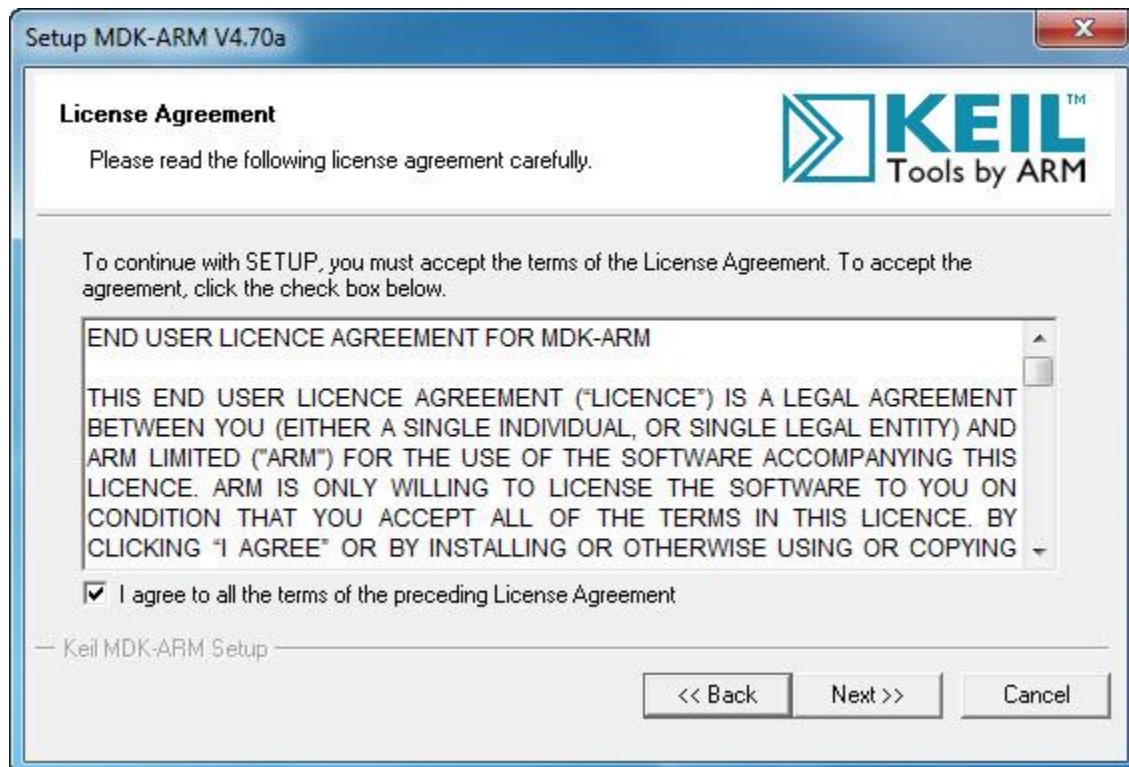 Setup MDK-ARM V4.70a
License Agreement
Please read the following license agreement carefully.
KEIL™
Tools by ARM
To continue with SETUP, you must accept the terms of the License Agreement. To accept the
agreement, click the check box below.
END USER LICENCE AGREEMENT FOR MDK-ARM
THIS END USER LICENCE AGREEMENT (“LICENCE”) IS A LEGAL AGREEMENT
BETWEEN YOU (EITHER A SINGLE INDIVIDUAL, OR SINGLE LEGAL ENTITY) AND
ARM LIMITED ("ARM") FOR THE USE OF THE SOFTWARE ACCOMPANYING THIS
LICENCE. ARM IS ONLY WILLING TO LICENSE THE SOFTWARE TO YOU ON
CONDITION THAT YOU ACCEPT ALL OF THE TERMS IN THIS LICENCE. BY
CLICKING “I AGREE” OR BY INSTALLING OR OTHERWISE USING OR COPYING
I agree to all the terms of the preceding License Agreement
Keil MDK-ARM Setup
<< Back
Next >>
Cancel